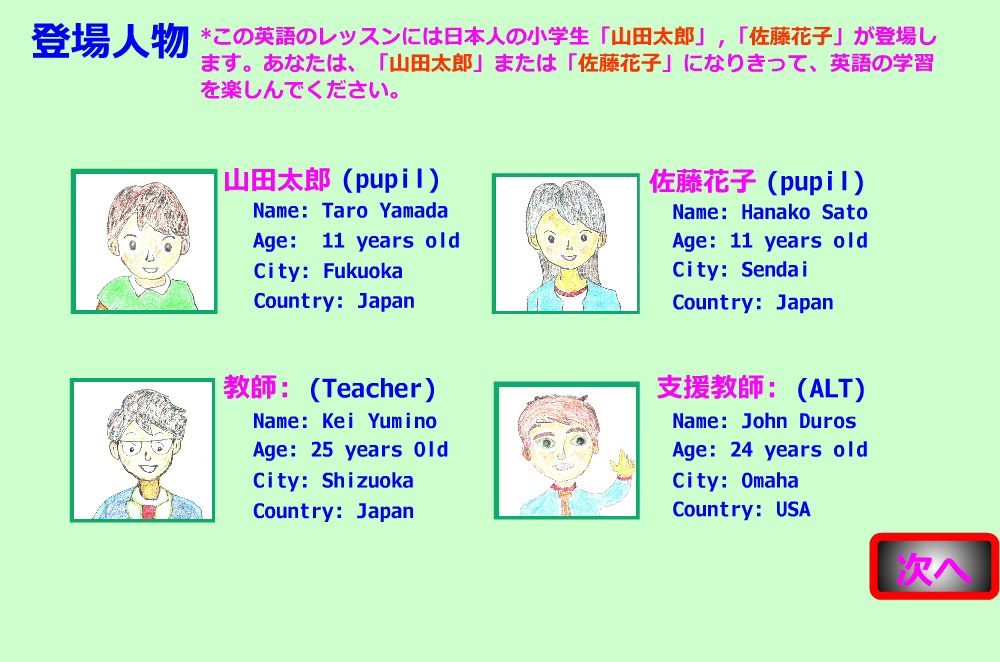 登場人物
*この英語のレッスンには日本人の小学生「山田太郎」,「佐藤花子」が登場し
ます。あなたは、「山田太郎」または「佐藤花子」になりきって、英語の学習
を楽しんでください。
山田太郎 (pupil)
Name: Taro Yamada
Age: 11 years old
City: Fukuoka
Country: Japan
佐藤花子 (pupil)
Name: Hanako Sato
Age: 11 years old
City: Sendai
Country: Japan
教師: (Teacher)
Name: Kei Yumino
Age: 25 years Old
City: Shizuoka
Country: Japan
支援教師: (ALT)
Name: John Duros
Age: 24 years old
City: Omaha
Country: USA
次へ